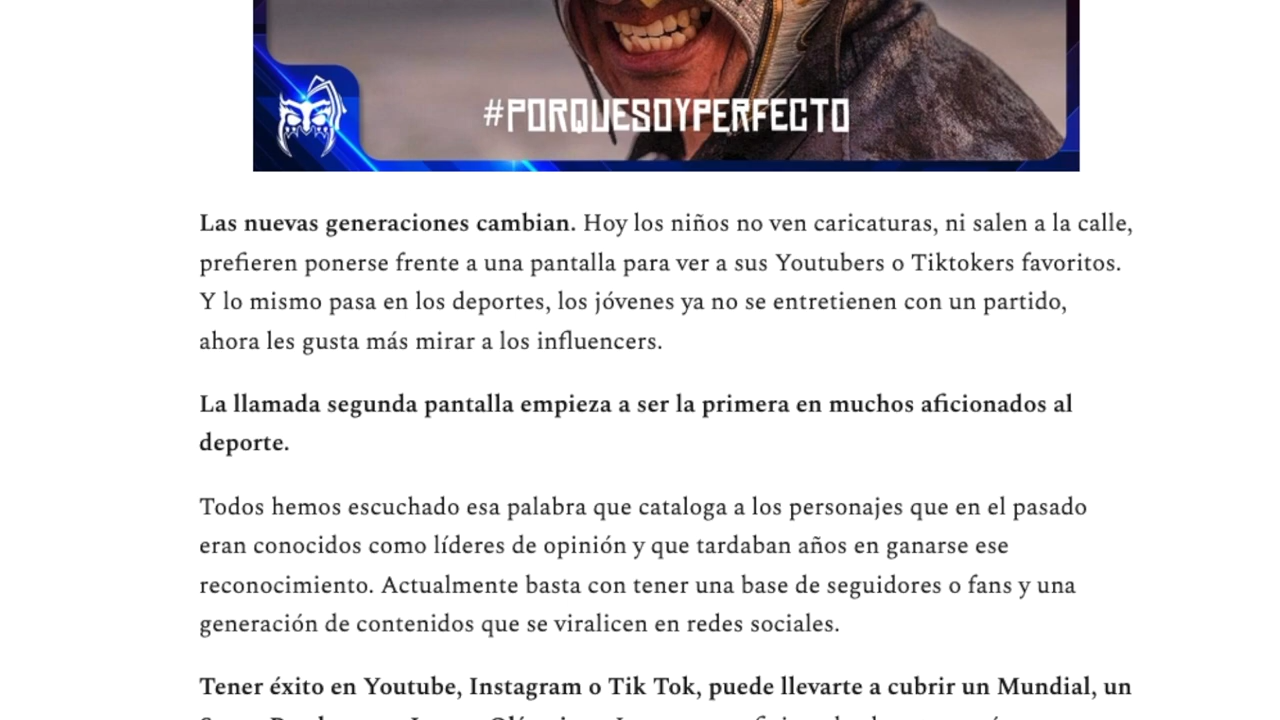 #PORQUESOYPERFECTO
Las nuevas generaciones cambian. Hoy los niños no ven caricaturas, ni salen a la calle,
prefieren ponerse frente a una pantalla para ver a sus Youtubers o Tiktokers favoritos.
Y lo mismo pasa en los deportes, los jóvenes ya no se entretienen con un partido,
ahora les gusta más mirar a los influencers.
La llamada segunda pantalla empieza a ser la primera en muchos aficionados al
deporte.
Todos hemos escuchado esa palabra que cataloga a los personajes que en el pasado
eran conocidos como líderes de opinión y que tardaban años en ganarse ese
reconocimiento. Actualmente basta con tener una base de seguidores o fans y una
generación de contenidos que se viralicen en redes sociales.
Tener éxito en Youtube, Instagram o Tik Tok, puede llevarte a cubrir un Mundial, un